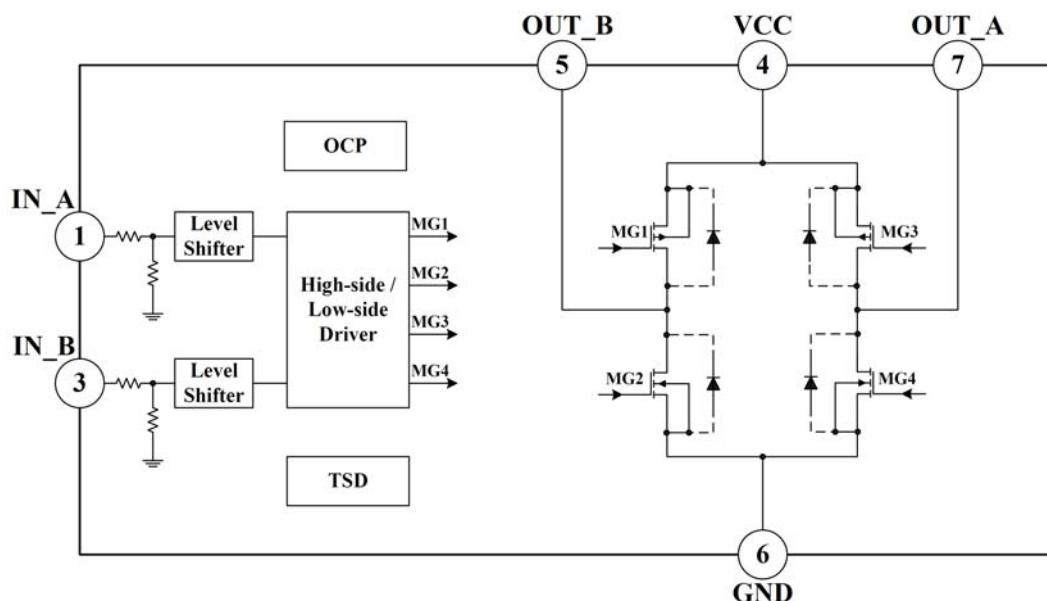 OUT_B VCC OUT_A
5 4 7
OCP
IN_A
1
Level
Shifter
MG1
MG2
MG3
MG4
High-side /
Low-side
Driver
IN_B
3
Level
Shifter
TSD
MG1
MG3
MG2
MG4
6
GND